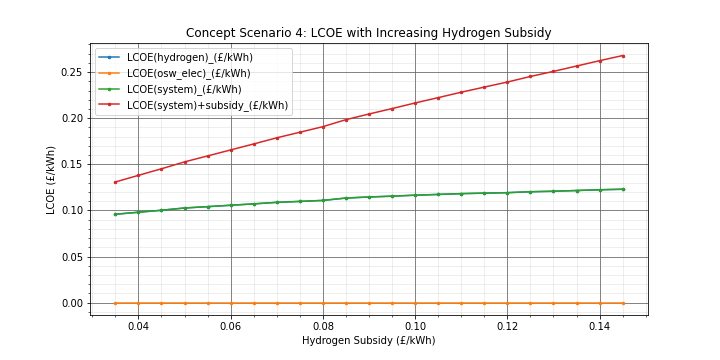 Concept Scenario 4: LCOE with Increasing Hydrogen Subsidy
LCOE(hydrogen)_(£/kWh)
LCOE(osw_elec)_(£/kWh)
LCOE(system)_(£/kWh)
LCOE(system)+subsidy_(£/kWh)
LCOE (£/kWh)
0.25
0.20
0.15
0.10
0.05
0.00
0.04 0.06 0.08 0.10 0.12 0.14
Hydrogen Subsidy (£/kWh)